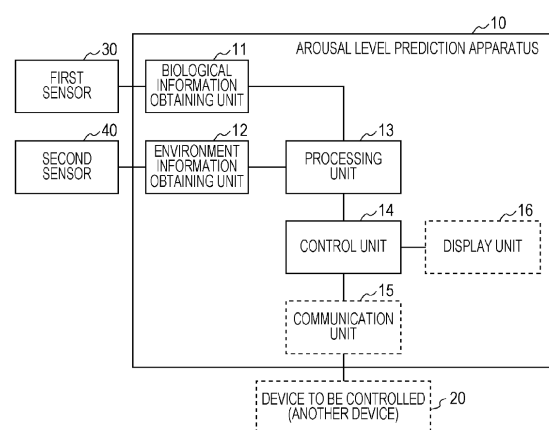 10
AROUSAL LEVEL PREDICTION APPARATUS
30
FIRST
SENSOR
11
BIOLOGICAL
INFORMATION
OBTAINING UNIT
40
SECOND
SENSOR
12
ENVIRONMENT
INFORMATION
OBTAINING UNIT
13
PROCESSING
UNIT
14
CONTROL UNIT
16
DISPLAY UNIT
15
COMMUNICATION
UNIT
DEVICE TO BE CONTROLLED
(ANOTHER DEVICE)
20